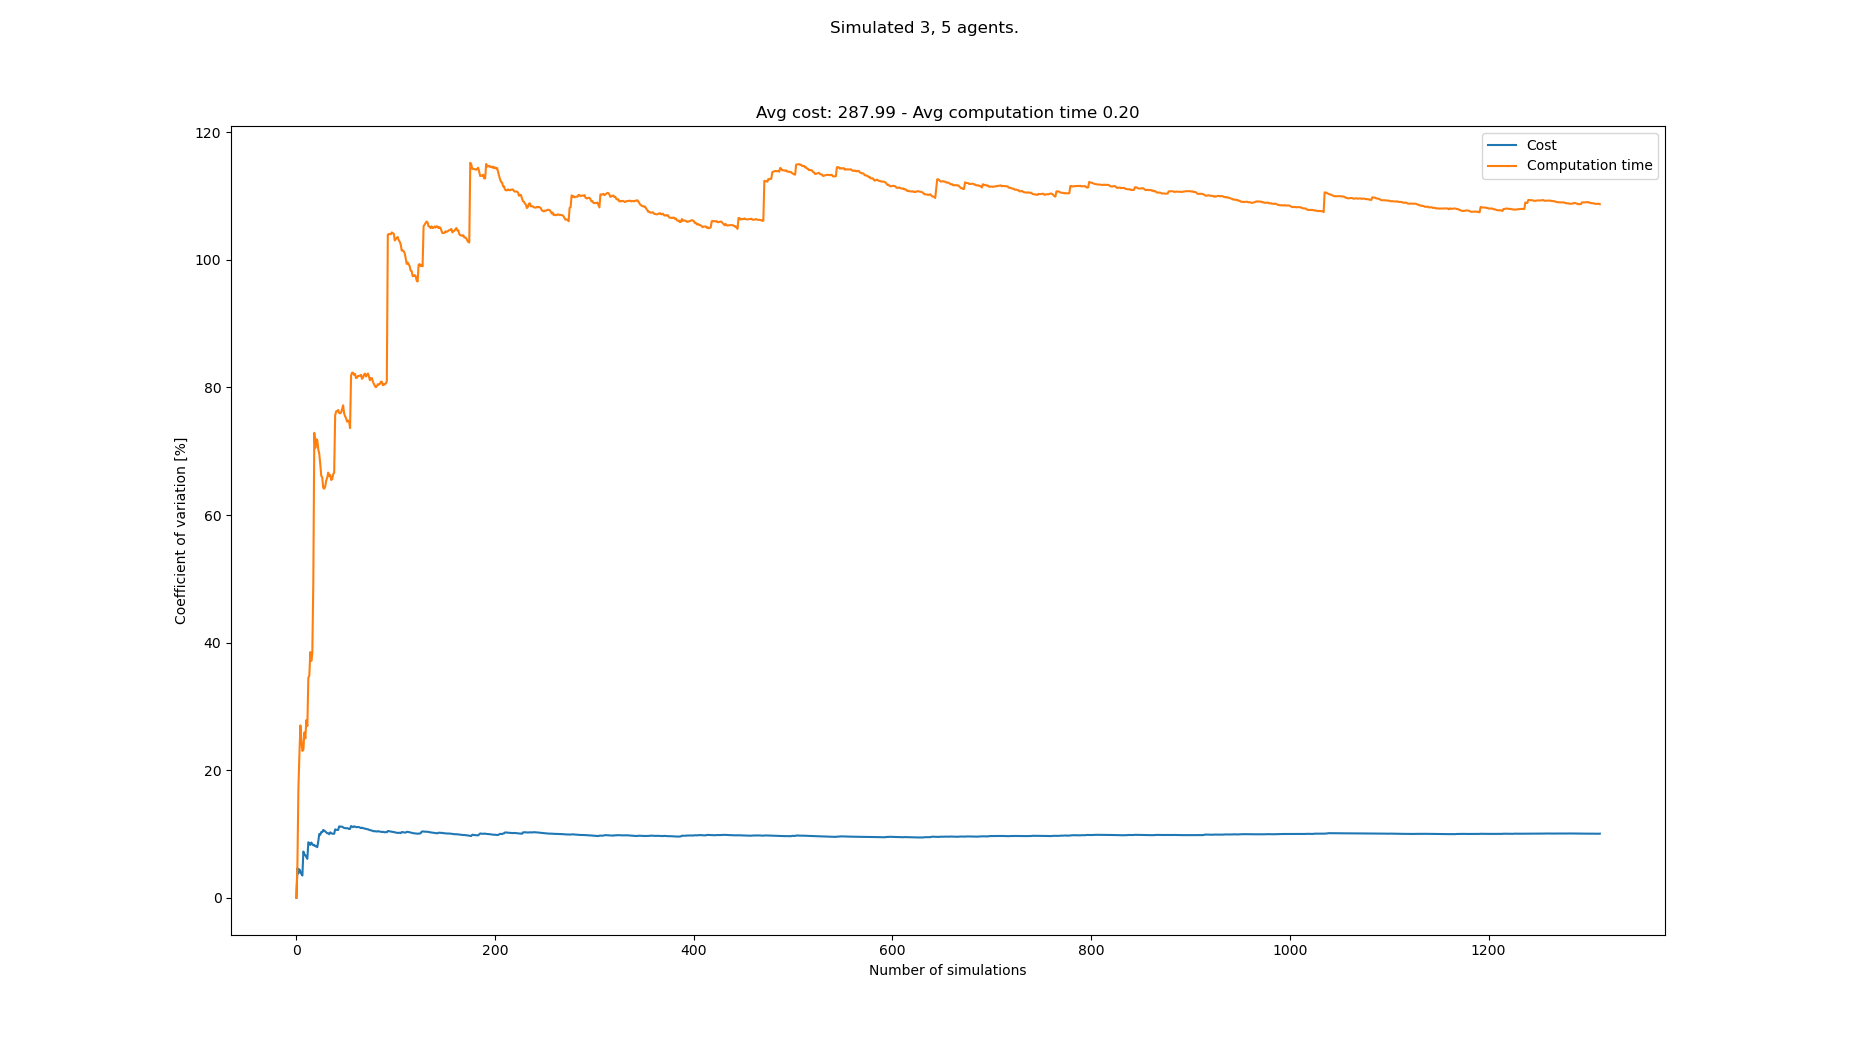 Simulated 3, 5 agents.
Avg cost: 287.99 - Avg computation time 0.20
Cost
Computation time
Coefficient of variation [%]
120
100
80
60
40
20
0
0 200 400 600 800 1000 1200
Number of simulations